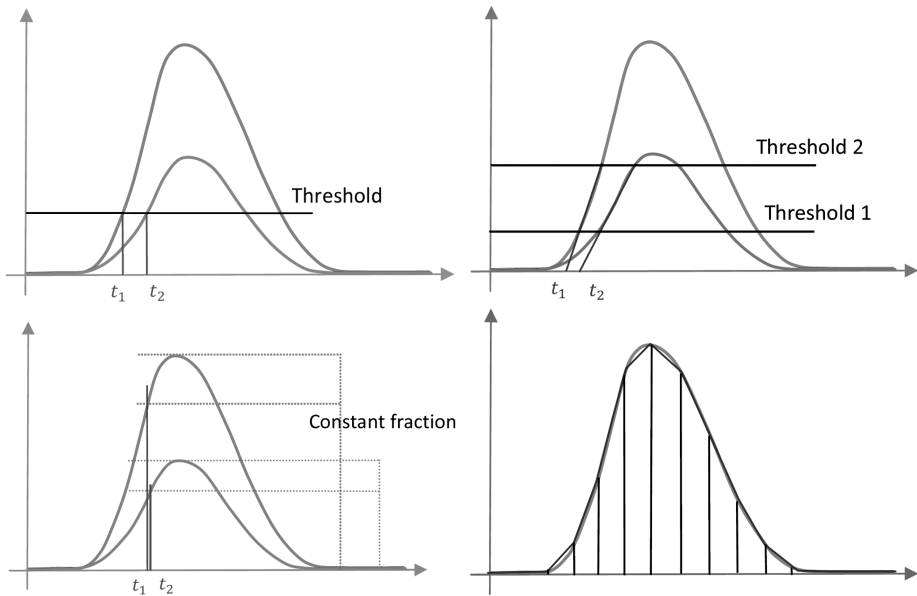 Threshold
t₁ t₂
Threshold 2
Threshold 1
t₁ t₂
Constant fraction
t₁ t₂